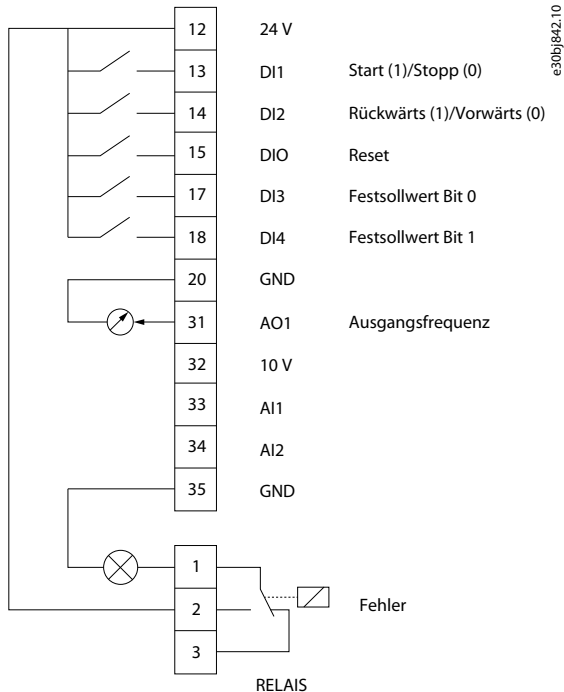 e30bj842.10
12 24 V
13 DI1 Start (1)/Stopp (0)
14 DI2 Rückwärts (1)/Vorwärts (0)
15 DIO Reset
17 DI3 Festsollwert Bit 0
18 DI4 Festsollwert Bit 1
20 GND
31 AO1 Ausgangsfrequenz
32 10 V
33 AI1
34 AI2
35 GND
1
2 Fehler
3
RELAIS